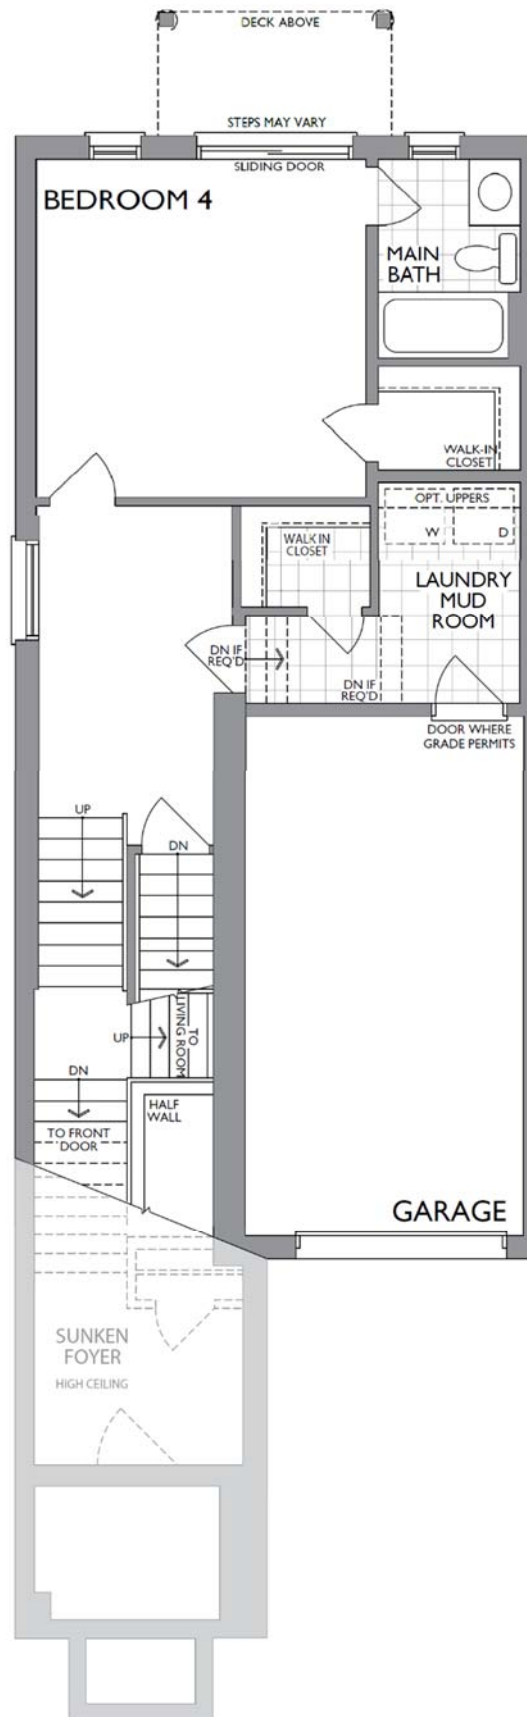 DECK ABOVE
STEPS MAY VARY
SLIDING DOOR
BEDROOM 4
MAIN
BATH
WALK-IN
CLOSET
OPT. UPPERS
W D
WALK IN
CLOSET
LAUNDRY
MUD
ROOM
DN IF
REQ'D
DN IF
REQ'D
DOOR WHERE
GRADE PERMITS
UP
DN
UP
TO
LIVING ROOM
DN
HALF
WALL
TO FRONT
DOOR
GARAGE
SUNKEN
FOYER
HIGH CEILING